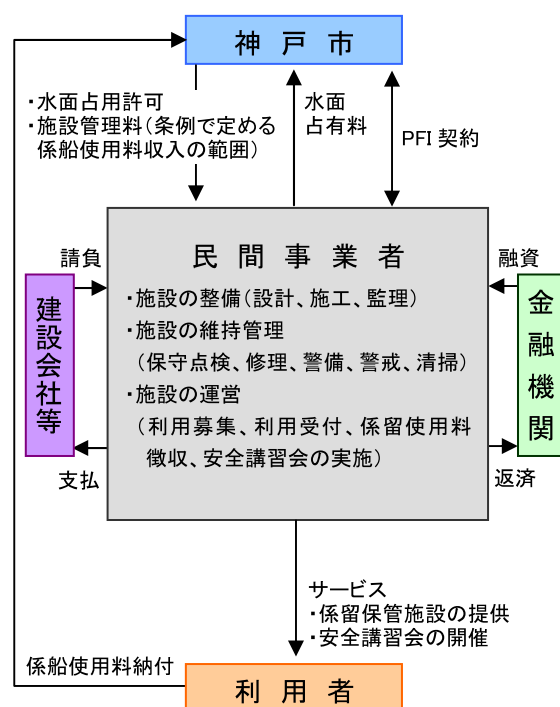 神戸市
・水面占用許可
・施設管理料（条例で定める
係船使用料収入の範囲）
水面
占有料
PFI 契約
民間事業者
・施設の整備（設計、施工、監理）
・施設の維持管理
（保守点検、修理、警備、警戒、清掃）
・施設の運営
（利用募集、利用受付、係留使用料
徴収、安全講習会の実施）
請負
建設会社等
支払
融資
金融機関
返済
サービス
・係留保管施設の提供
・安全講習会の開催
係船使用料納付
利用者